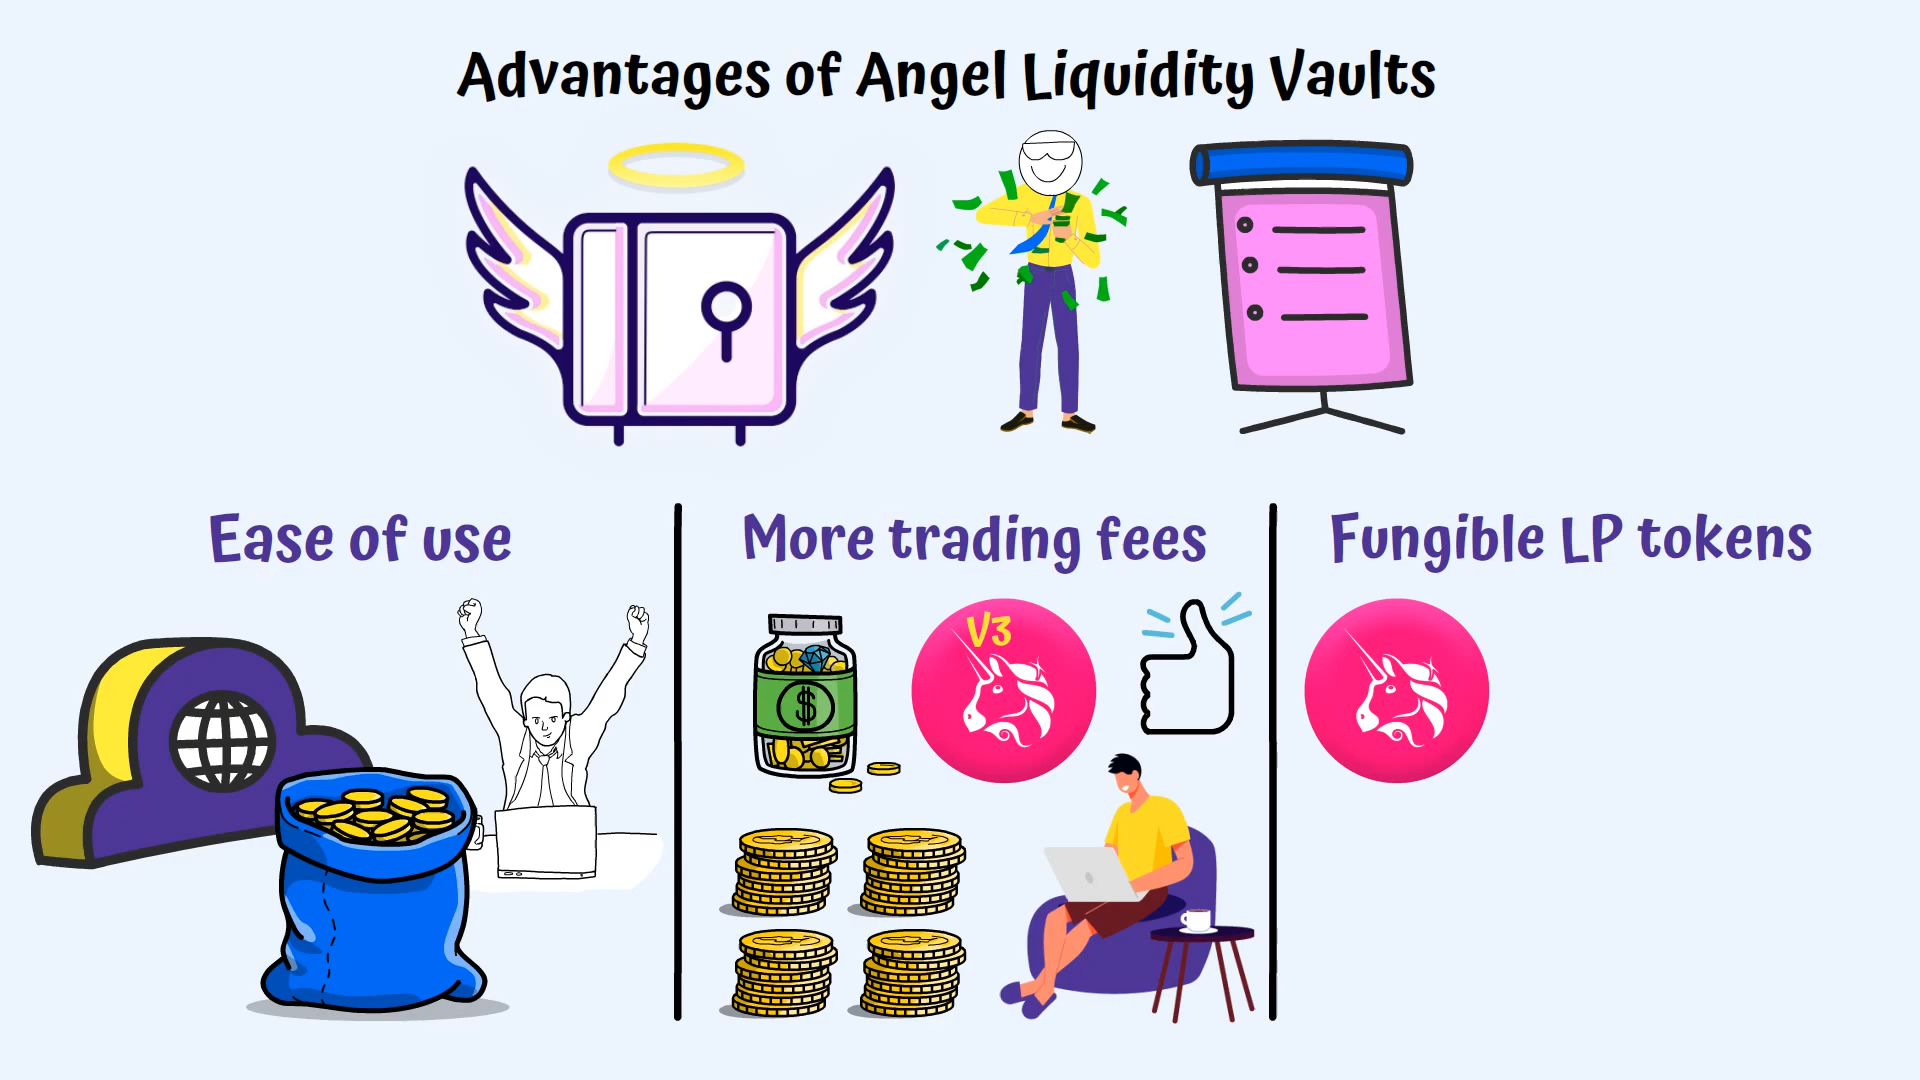 Advantages of Angel Liquidity Vaults
Ease of use
More trading fees
Fungible LP tokens
V3
$